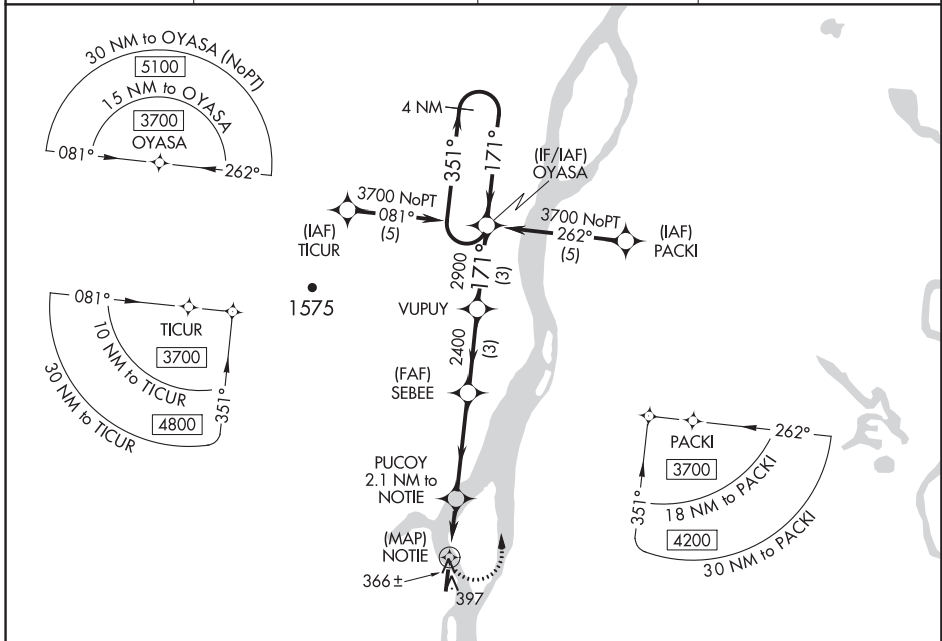 30 NM to OYASA (NoPT)
5100
15 NM to OYASA
3700
OYASA
081°
262°
4 NM
351°
171°
(IF/IAF)
OYASA
3700 NoPT
081°
(5)
(IAF)
TICUR
3700 NoPT
262°
(5)
(IAF)
PACKI
2900
171°
(3)
1575
VUPUY
2400
(3)
(FAF)
SEBEE
081°
TICUR
3700
10 NM to TICUR
4800
30 NM to TICUR
351°
PUCOY
2.1 NM to
NOTIE
(MAP)
NOTIE
366 ±
397
262°
PACKI
3700
18 NM to PACKI
4200
30 NM to PACKI
351°